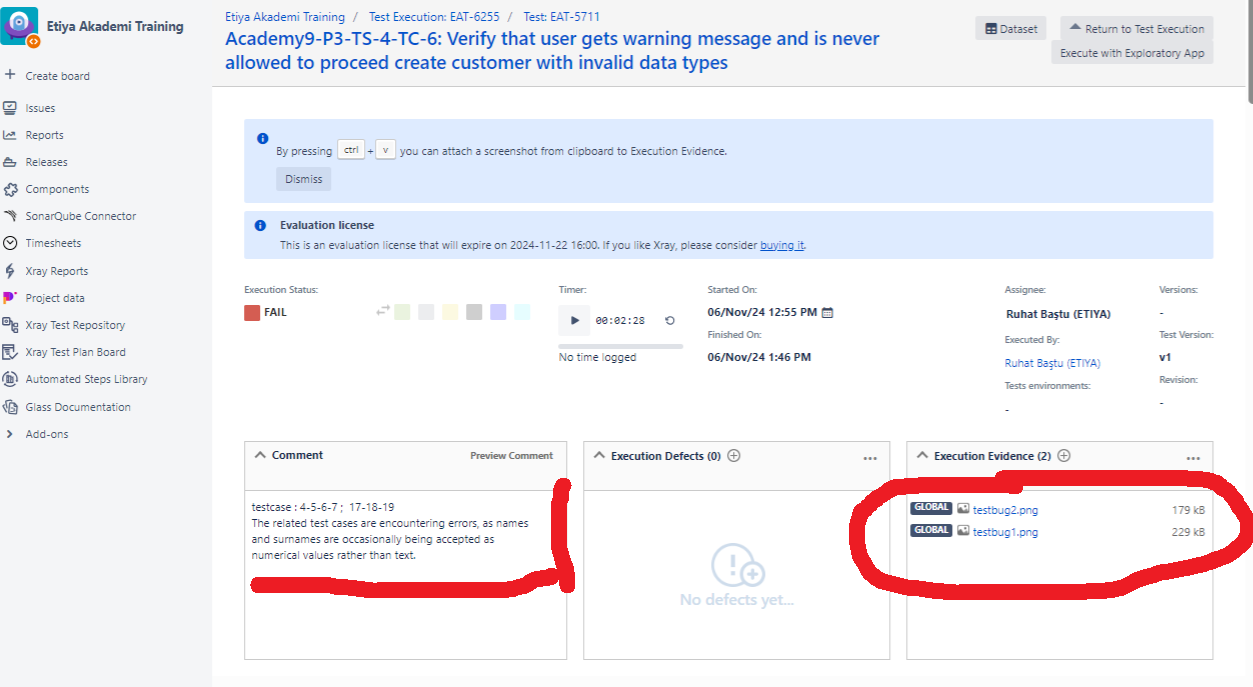 Etiya Akademi Training
Create board
Issues
Reports
Releases
Components
SonarQube Connector
Timesheets
Xray Reports
Project data
Xray Test Repository
Xray Test Plan Board
Automated Steps Library
Glass Documentation
Add-ons
Etiya Akademi Training / Test Execution: EAT-6255 / Test: EAT-5711
Academy9-P3-TS-4-TC-6: Verify that user gets warning message and is never
allowed to proceed create customer with invalid data types
Dataset
Return to Test Execution
Execute with Exploratory App
By pressing ctrl + v you can attach a screenshot from clipboard to Execution Evidence.
Dismiss
Evaluation license
This is an evaluation license that will expire on 2024-11-22 16:00. If you like Xray, please consider buying it.
Execution Status:
FAIL
Timer:
00:02:28
No time logged
Started On:
06/Nov/24 12:55 PM
Finished On:
06/Nov/24 1:46 PM
Assignee:
Ruhat Baştu (ETIYA)
Executed By:
Ruhat Baştu (ETIYA)
Tests environments:
-
Versions:
-
Test Version:
v1
Revision:
-
Comment
Preview Comment
testcase : 4-5-6-7 ; 17-18-19
The related test cases are encountering errors, as names
and surnames are occasionally being accepted as
numerical values rather than text.
Execution Defects (0)
No defects yet...
Execution Evidence (2)
GLOBAL testbug2.png 179 kB
GLOBAL testbug1.png 229 kB